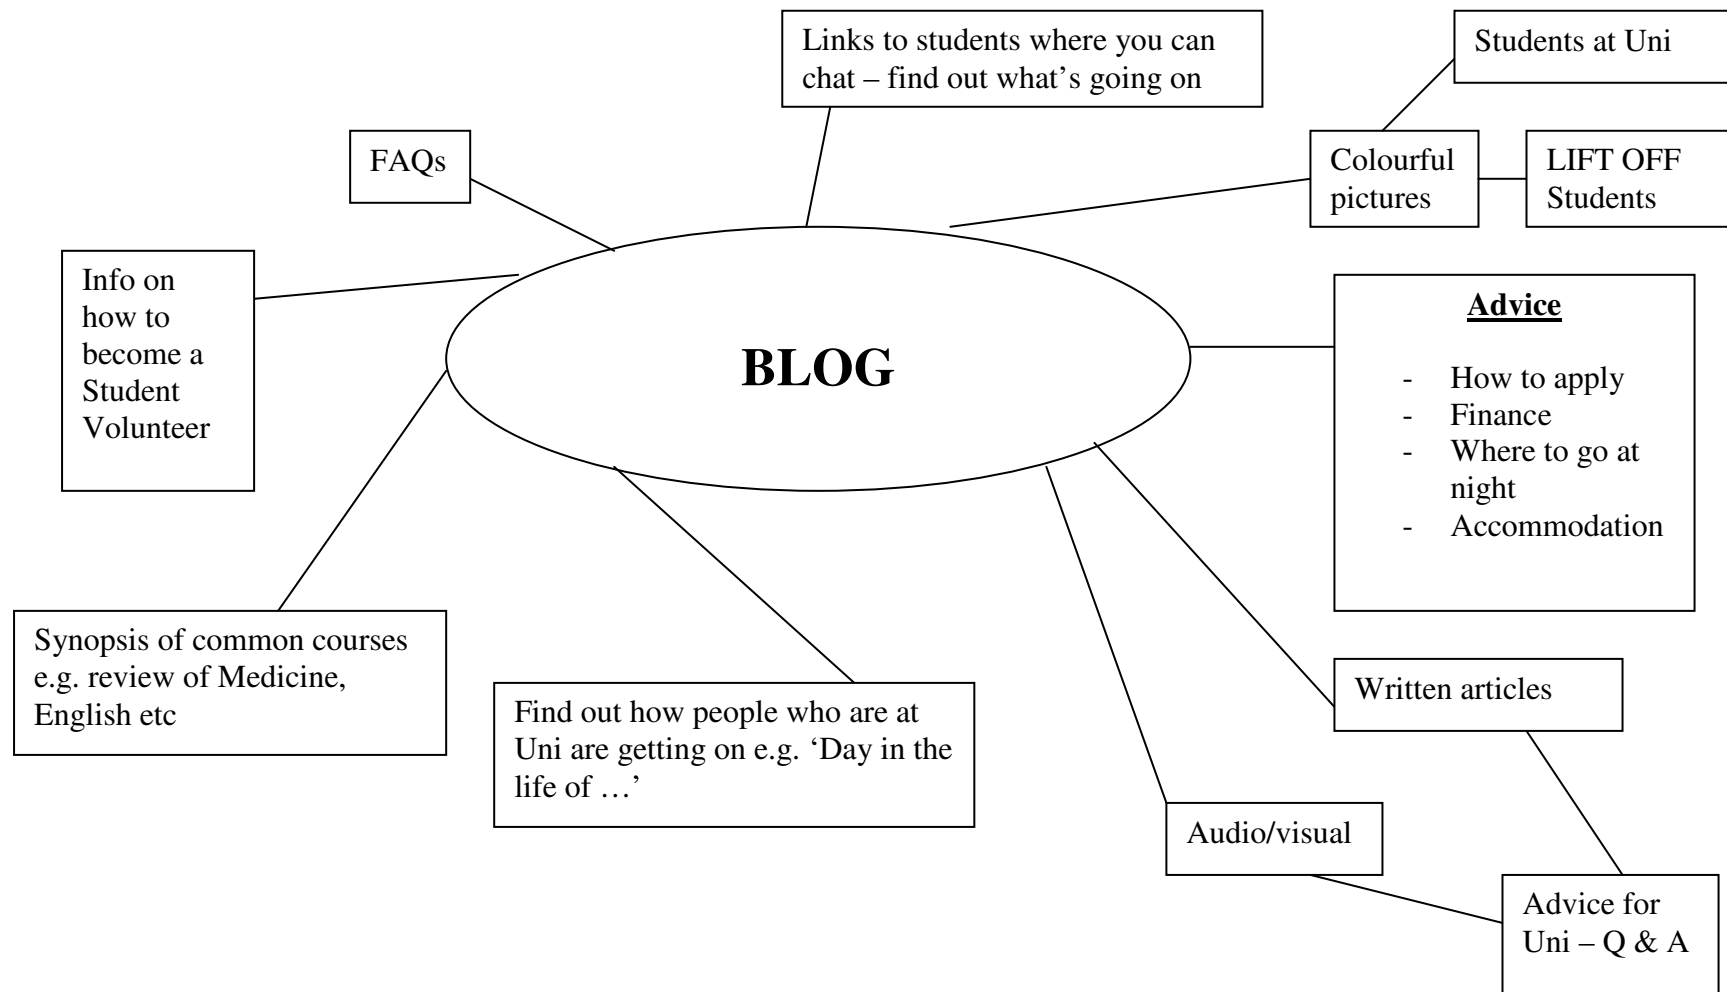 Links to students where you can
chat – find out what’s going on
Students at Uni
FAQs
Colourful
pictures
LIFT OFF
Students
Info on
how to
become a
Student
Volunteer
BLOG
Advice
- How to apply
- Finance
- Where to go at
night
- Accommodation
Synopsis of common courses
e.g. review of Medicine,
English etc
Find out how people who are at
Uni are getting on e.g. ‘Day in the
life of …’
Written articles
Audio/visual
Advice for
Uni – Q & A